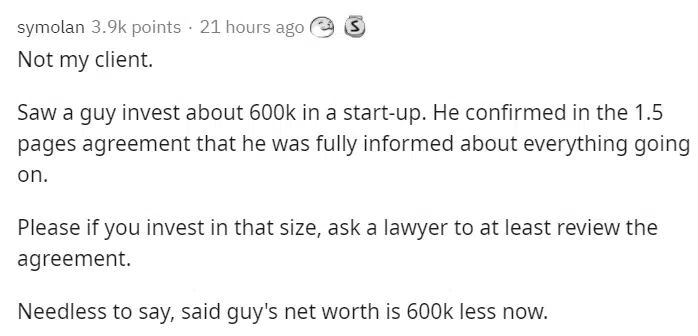 symolan 3.9k points · 21 hours ago S
Not my client.
Saw a guy invest about 600k in a start-up. He confirmed in the 1.5
pages agreement that he was fully informed about everything going
on.
Please if you invest in that size, ask a lawyer to at least review the
agreement.
Needless to say, said guy's net worth is 600k less now.